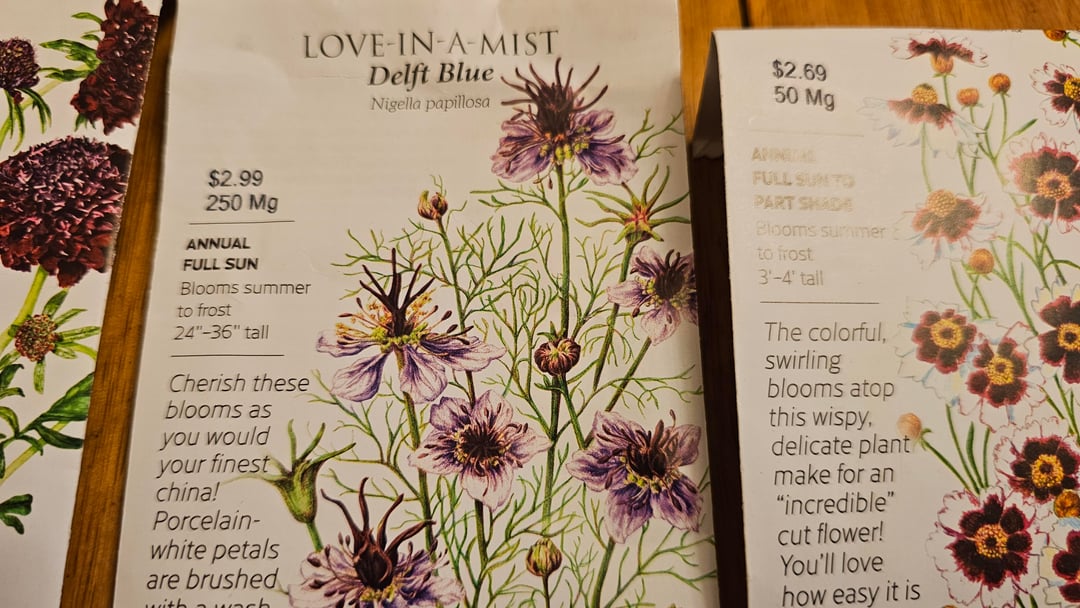 LOVE-IN-A-MIST
Delft Blue
Nigella papillosa
$2.99
250 Mg
ANNUAL
FULL SUN
Blooms summer
to frost
24"–36" tall
Cherish these
blooms as
you would
your finest
china!
Porcelain-
white petals
are brushed
with a wash
$2.69
50 Mg
ANNUAL
FULL SUN TO
PART SHADE
Blooms summer
to frost
3'–4' tall
The colorful,
swirling
blooms atop
this wispy,
delicate plant
make for an
"incredible"
cut flower!
You'll love
how easy it is